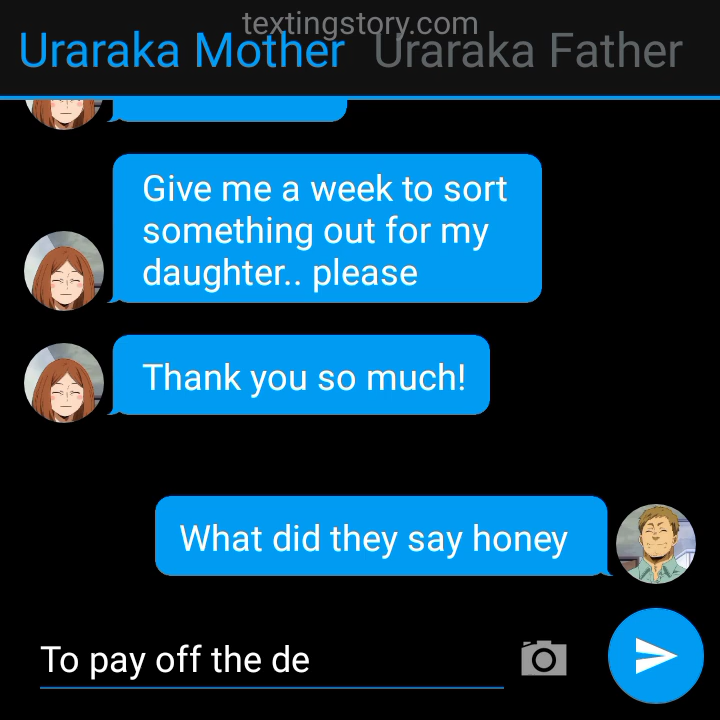 textingstory.com
Uraraka Mother Uraraka Father
Give me a week to sort
something out for my
daughter.. please
Thank you so much!
What did they say honey
To pay off the de